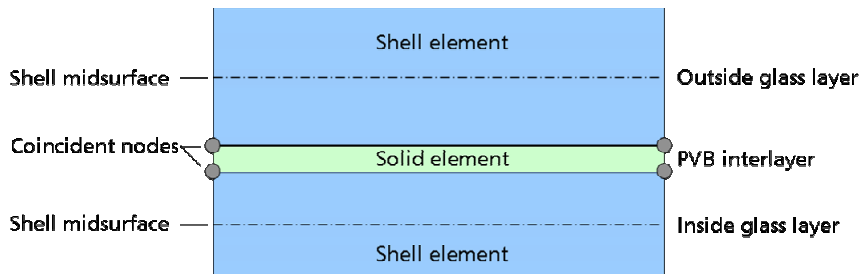 Shell element
Shell midsurface
Outside glass layer
Coincident nodes
Solid element
PVB interlayer
Shell midsurface
Inside glass layer
Shell element